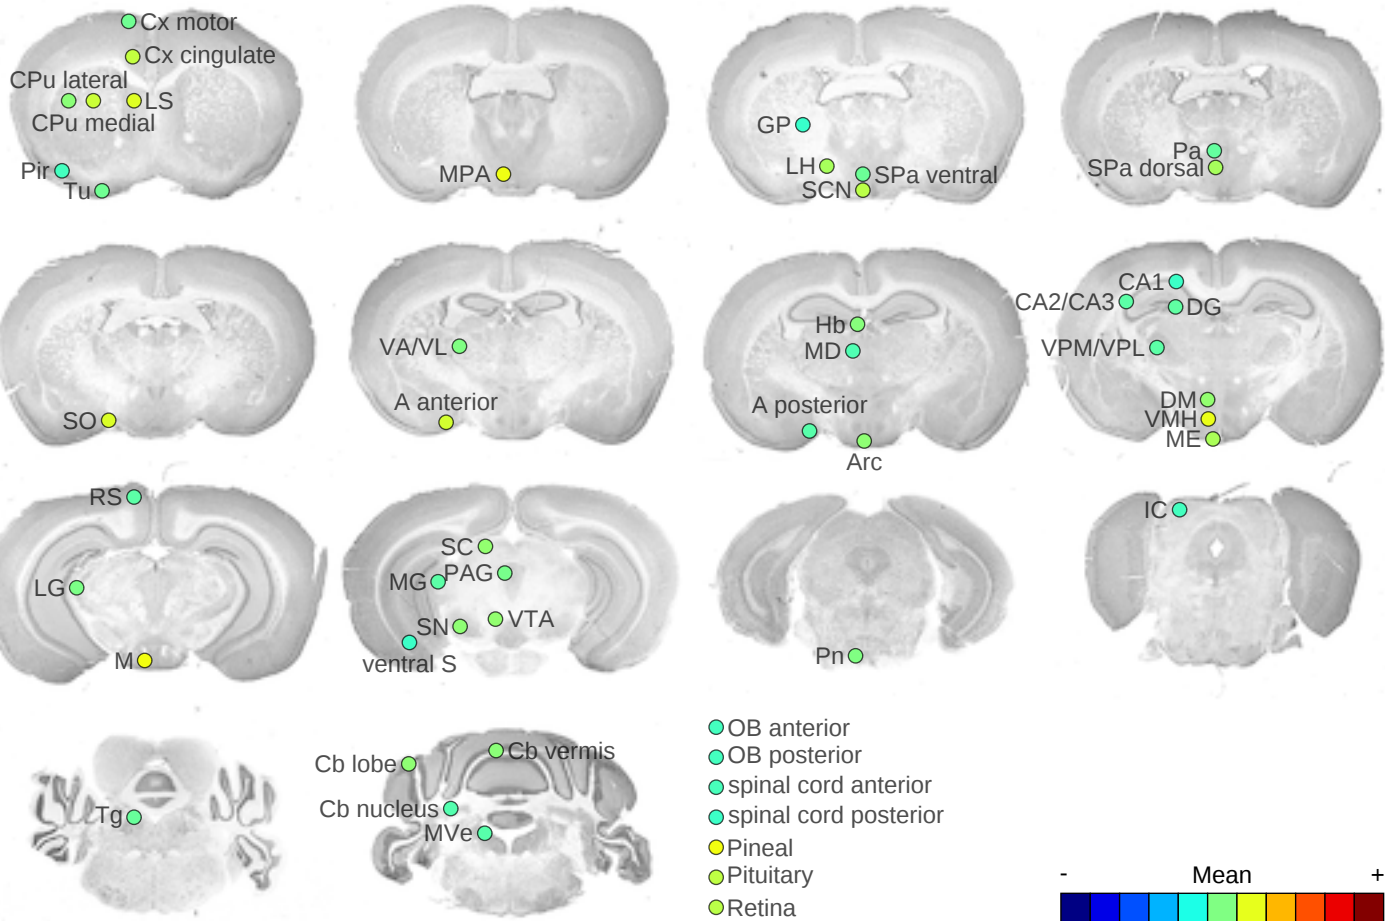 Cx motor
Cx cingulate
CPu lateral
LS
CPu medial
Pir
Tu
MPA
GP
LH
SPa ventral
SCN
Pa
SPa dorsal
SO
VA/VL
A anterior
Hb
MD
A posterior
Arc
CA1
CA2/CA3
DG
VPM/VPL
DM
VMH
ME
RS
LG
M
SC
PAG
MG
VTA
SN
ventral S
Pn
IC
Tg
Cb vermis
Cb lobe
Cb nucleus
MVe
OB anterior
OB posterior
spinal cord anterior
spinal cord posterior
Pineal
Pituitary
Retina
- Mean +